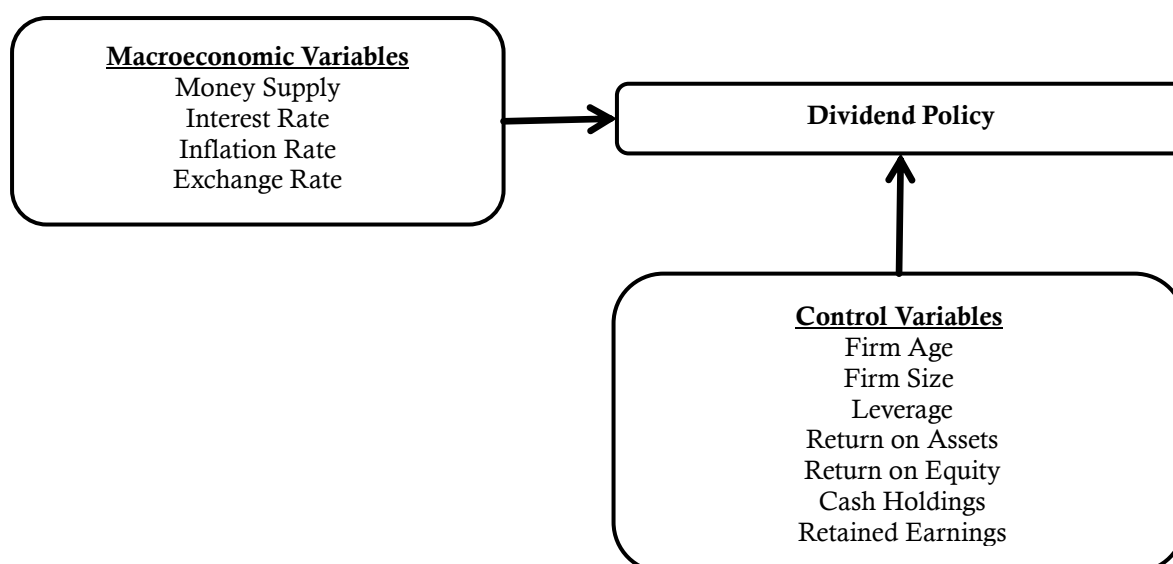 Macroeconomic Variables
Money Supply
Interest Rate
Inflation Rate
Exchange Rate
Dividend Policy
Control Variables
Firm Age
Firm Size
Leverage
Return on Assets
Return on Equity
Cash Holdings
Retained Earnings